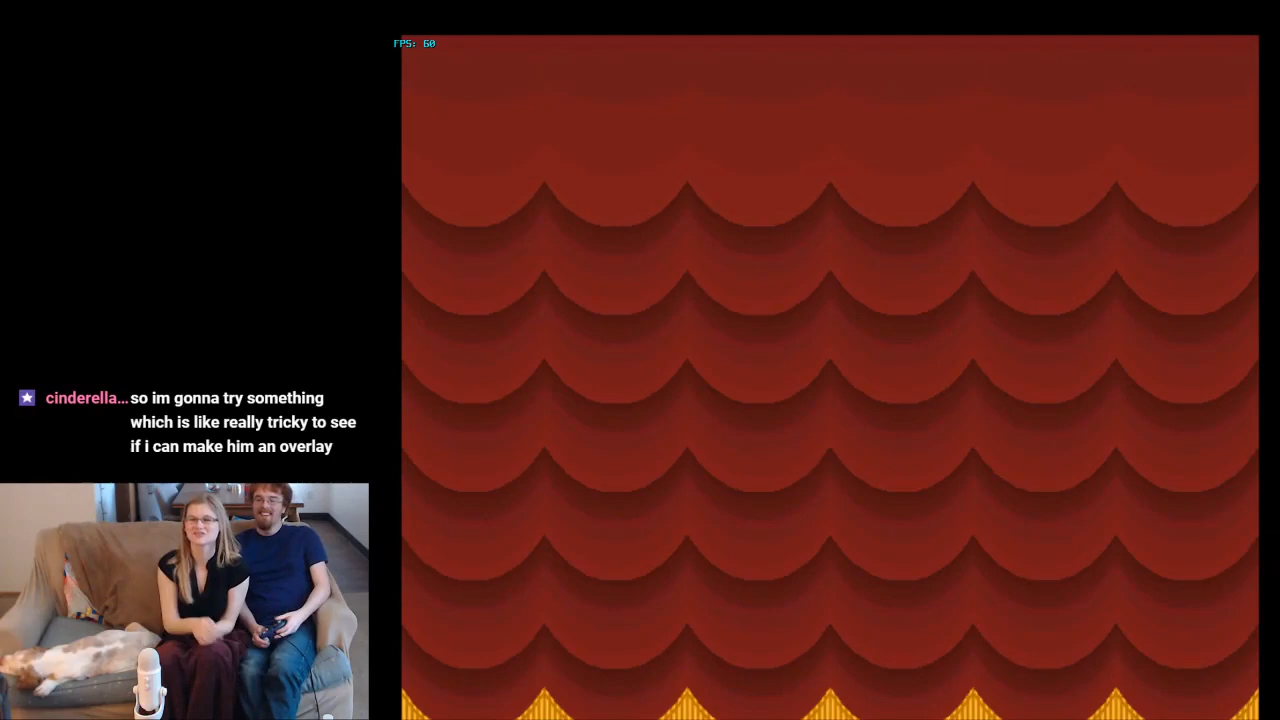 FPS: 60
cinderella... so im gonna try something
which is like really tricky to see
if i can make him an overlay